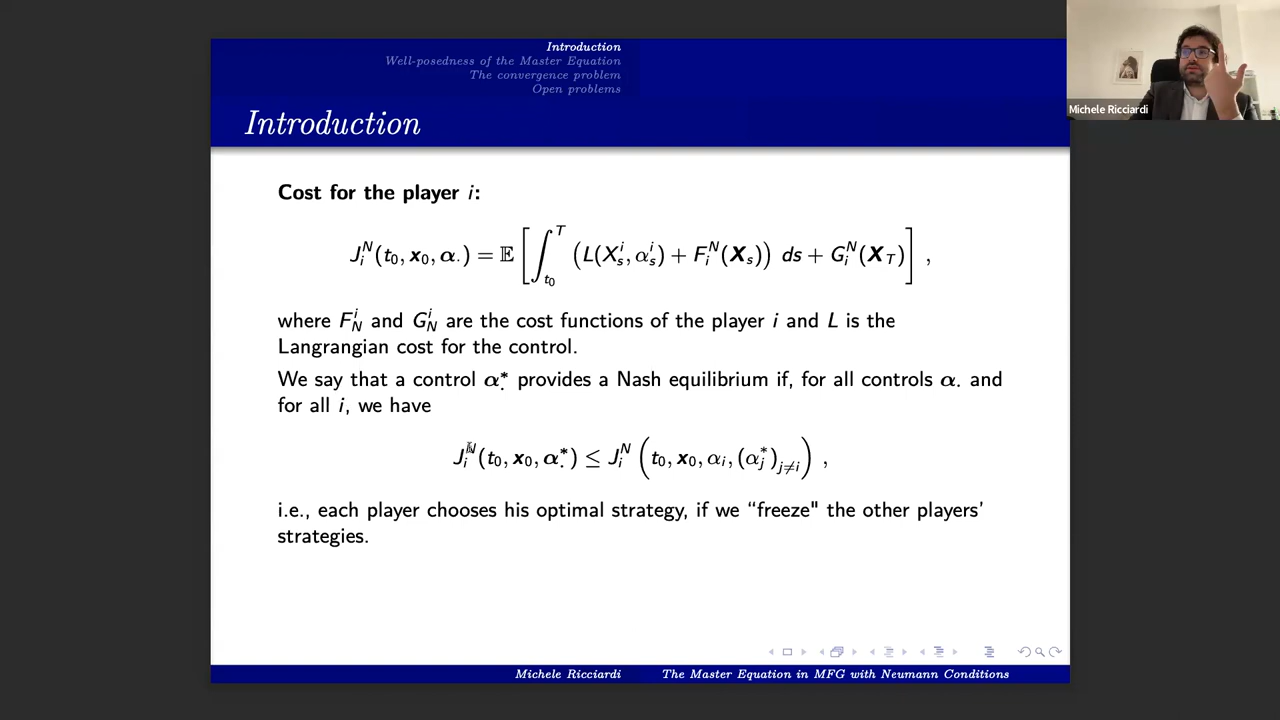 Introduction
Well-posedness of the Master Equation
The convergence problem
Open problems
Introduction
Michele Ricciardi
Cost for the player i:
J_i^N(t_0, x_0, α.) = 𝔼[∫_{t_0}^T (L(X_s^i, α_s^i) + F_i^N(X_s)) ds + G_i^N(X_T)] ,
where F_N^i and G_N^i are the cost functions of the player i and L is the
Langrangian cost for the control.
We say that a control α.* provides a Nash equilibrium if, for all controls α. and
for all i, we have
J_i^N(t_0, x_0, α.*) ≤ J_i^N(t_0, x_0, α_i, (α_j^*)_{j≠i}) ,
i.e., each player chooses his optimal strategy, if we “freeze" the other players’
strategies.
Michele Ricciardi The Master Equation in MFG with Neumann Conditions